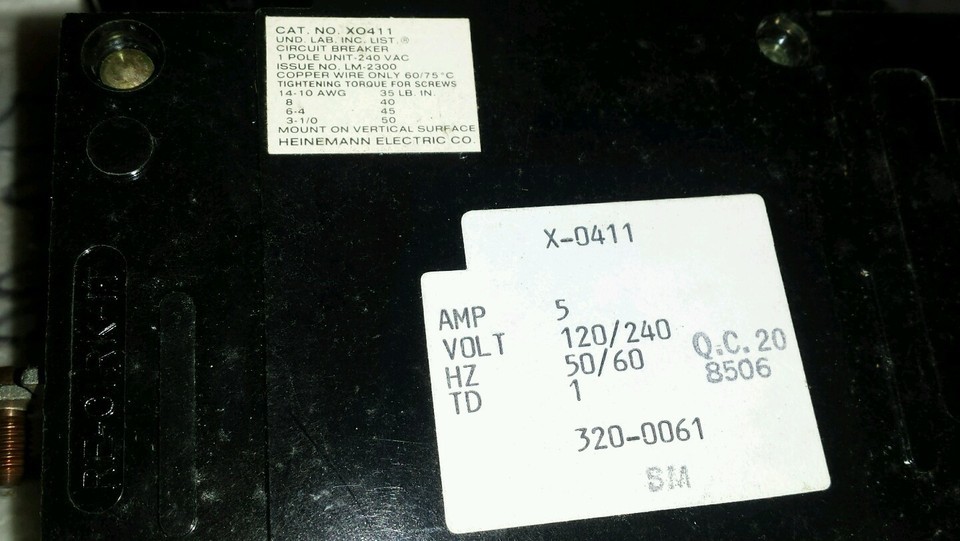 CAT. NO. XO411
UND. LAB. INC. LIST.®
CIRCUIT BREAKER
1 POLE UNIT-240 VAC
ISSUE NO. LM-2300
COPPER WIRE ONLY 60/75°C
TIGHTENING TORQUE FOR SCREWS
14-10 AWG 35 LB. IN.
8 40
6-4 45
3-1/0 50
MOUNT ON VERTICAL SURFACE
HEINEMANN ELECTRIC CO.
X-0411
AMP 5
VOLT 120/240
HZ 50/60
TD 1
Q.C. 20
8506
320-0061
SM